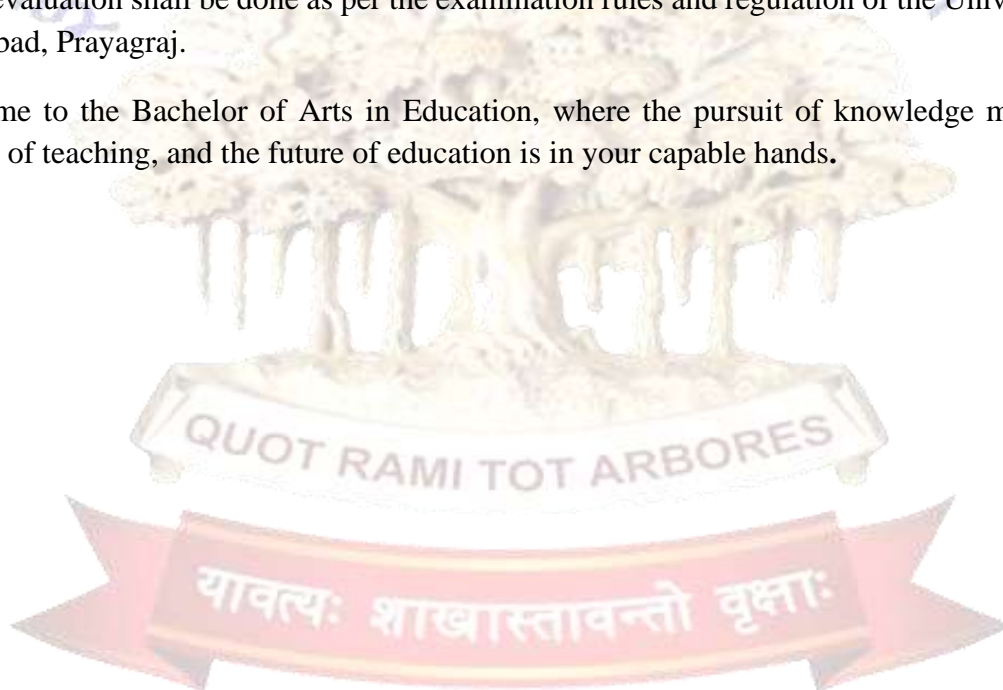 evaluation shall be done as per the examination rules and regulation of the Univ
bad, Prayagraj.
me to the Bachelor of Arts in Education, where the pursuit of knowledge m
of teaching, and the future of education is in your capable hands.
QUOT RAMI TOT ARBORES
यावत्यः शाखास्तावन्तो वृक्षाः